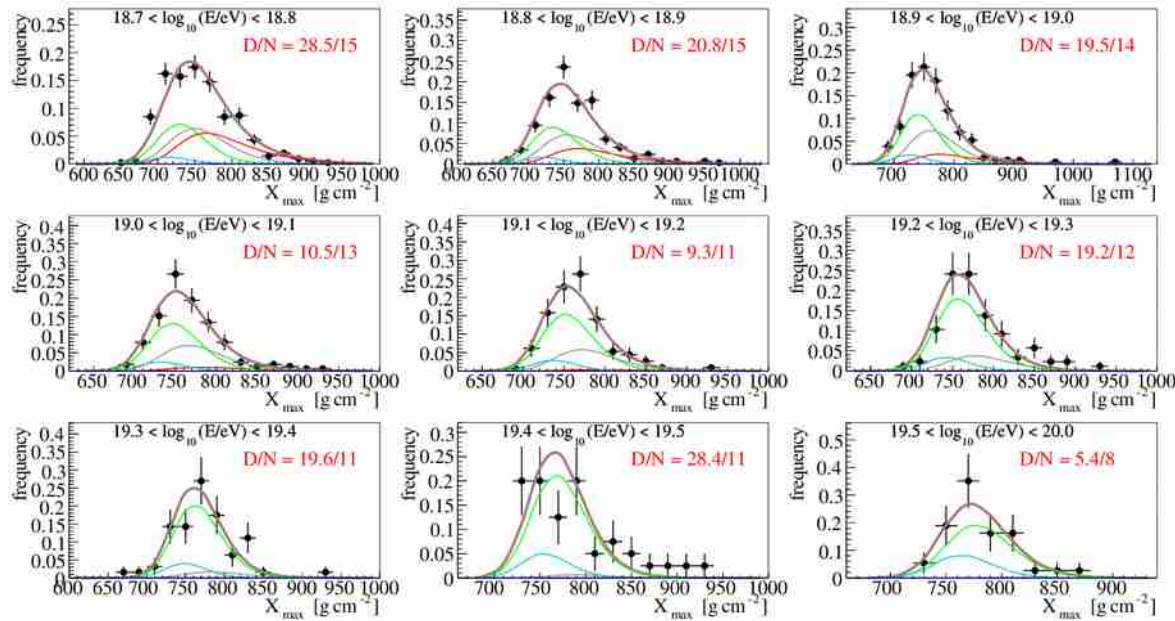 18.7 < log10(E/eV) < 18.8
D/N = 28.5/15
frequency
0.25
0.2
0.15
0.1
0.05
0
600 650 700 750 800 850 900 950 1000
Xmax [g cm-2]
18.8 < log10(E/eV) < 18.9
D/N = 20.8/15
frequency
0.3
0.25
0.2
0.15
0.1
0.05
0
600 650 700 750 800 850 900 950 1000
Xmax [g cm-2]
18.9 < log10(E/eV) < 19.0
D/N = 19.5/14
frequency
0.3
0.25
0.2
0.15
0.1
0.05
0
700 800 900 1000 1100
Xmax [g cm-2]
19.0 < log10(E/eV) < 19.1
D/N = 10.5/13
frequency
0.4
0.35
0.3
0.25
0.2
0.15
0.1
0.05
0
650 700 750 800 850 900 950 1000
Xmax [g cm-2]
19.1 < log10(E/eV) < 19.2
D/N = 9.3/11
frequency
0.4
0.35
0.3
0.25
0.2
0.15
0.1
0.05
0
650 700 750 800 850 900 950 1000
Xmax [g cm-2]
19.2 < log10(E/eV) < 19.3
D/N = 19.2/12
frequency
0.4
0.35
0.3
0.25
0.2
0.15
0.1
0.05
0
650 700 750 800 850 900 950 1000
Xmax [g cm-2]
19.3 < log10(E/eV) < 19.4
D/N = 19.6/11
frequency
0.4
0.35
0.3
0.25
0.2
0.15
0.1
0.05
0
600 650 700 750 800 850 900 950 1000
Xmax [g cm-2]
19.4 < log10(E/eV) < 19.5
D/N = 28.4/11
frequency
0.3
0.25
0.2
0.15
0.1
0.05
0
700 750 800 850 900 950 1000
Xmax [g cm-2]
19.5 < log10(E/eV) < 20.0
D/N = 5.4/8
frequency
0.5
0.4
0.3
0.2
0.1
0
700 750 800 850 900
Xmax [g cm-2]